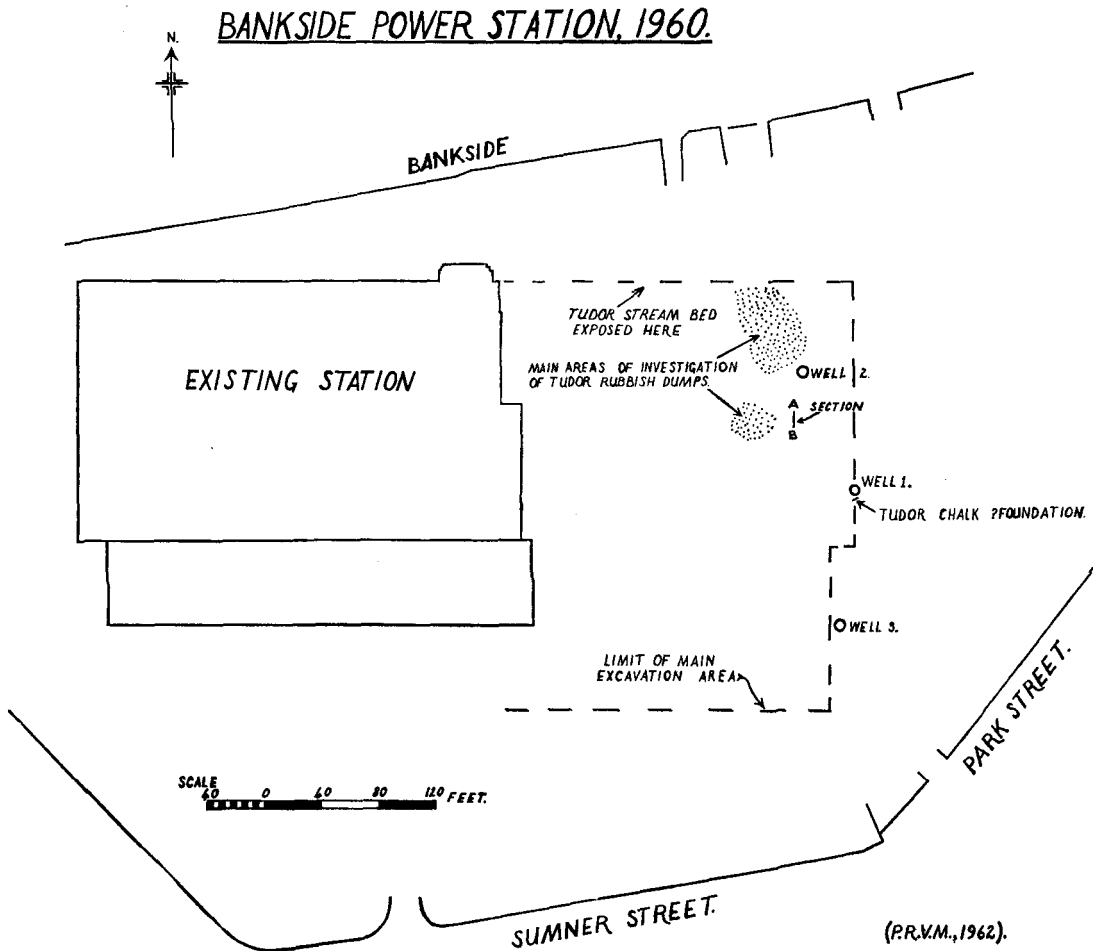 BANKSIDE POWER STATION, 1960.
N.
BANKSIDE
TUDOR STREAM BED
EXPOSED HERE
EXISTING STATION
MAIN AREAS OF INVESTIGATION
OF TUDOR RUBBISH DUMPS.
WELL 2.
A
SECTION
B
WELL 1.
TUDOR CHALK ?FOUNDATION.
WELL 3.
LIMIT OF MAIN
EXCAVATION AREA
PARK STREET.
SCALE
40 0 40 80 120 FEET.
SUMNER STREET.
(P.R.V.M., 1962).